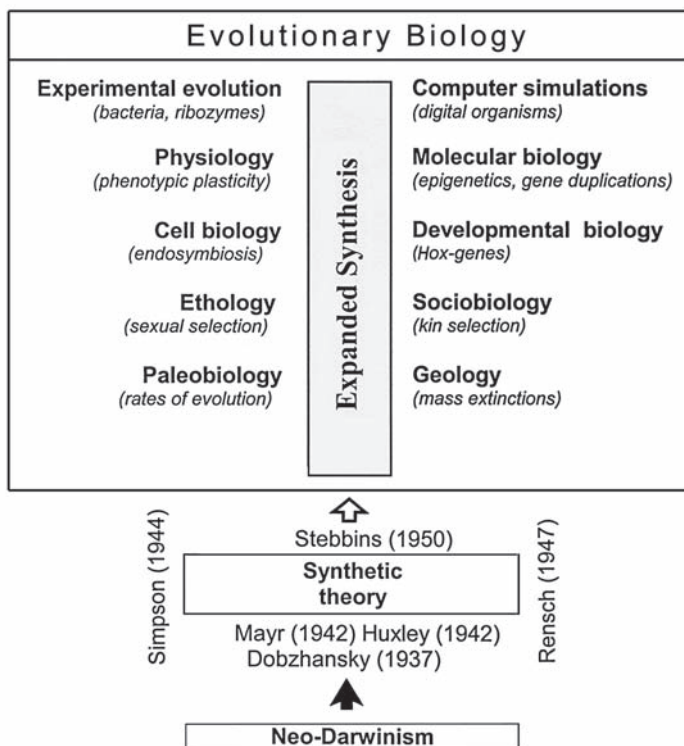 Evolutionary Biology
Experimental evolution
(bacteria, ribozymes)
Physiology
(phenotypic plasticity)
Cell biology
(endosymbiosis)
Ethology
(sexual selection)
Paleobiology
(rates of evolution)
Expanded Synthesis
Computer simulations
(digital organisms)
Molecular biology
(epigenetics, gene duplications)
Developmental biology
(Hox-genes)
Sociobiology
(kin selection)
Geology
(mass extinctions)
Simpson (1944)
Stebbins (1950)
Synthetic
theory
Mayr (1942) Huxley (1942)
Dobzhansky (1937)
Rensch (1947)
Neo-Darwinism